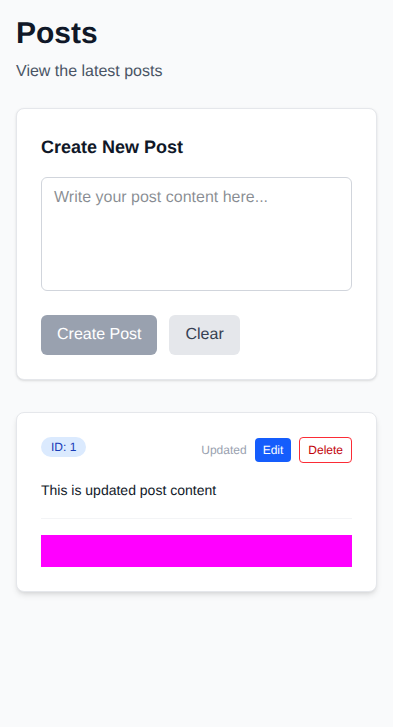 Posts
View the latest posts
Create New Post
Write your post content here...
Create Post Clear
ID: 1 Updated Edit Delete
This is updated post content